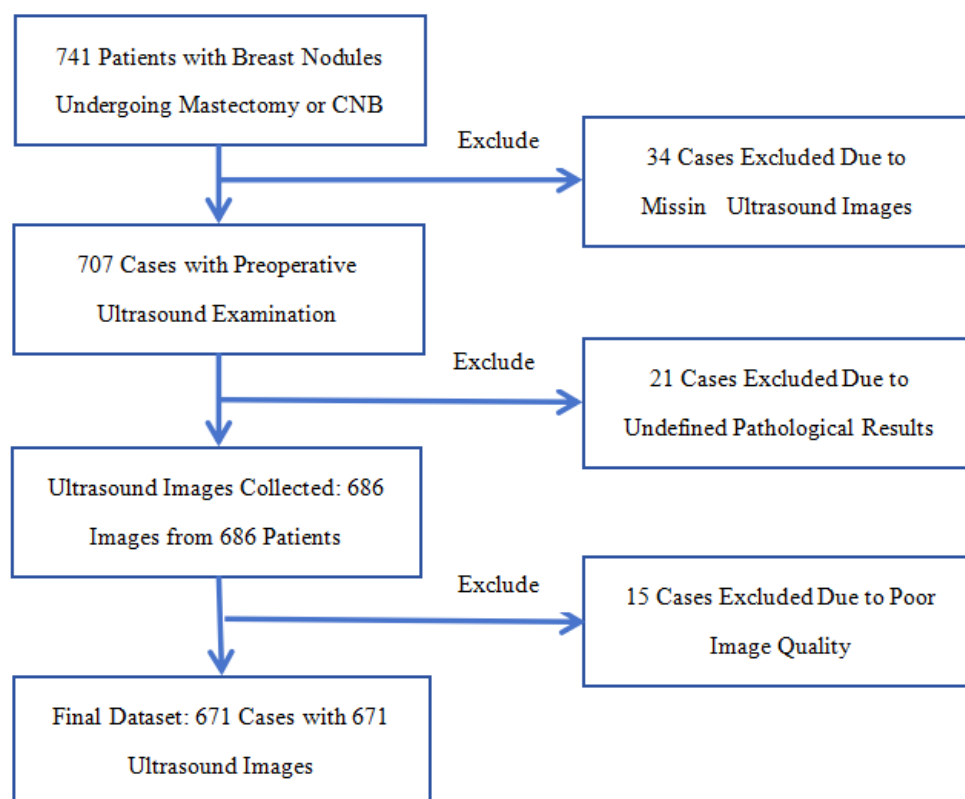 741 Patients with Breast Nodules
Undergoing Mastectomy or CNB
Exclude
34 Cases Excluded Due to
Missin Ultrasound Images
707 Cases with Preoperative
Ultrasound Examination
Exclude
21 Cases Excluded Due to
Undefined Pathological Results
Ultrasound Images Collected: 686
Images from 686 Patients
Exclude
15 Cases Excluded Due to Poor
Image Quality
Final Dataset: 671 Cases with 671
Ultrasound Images